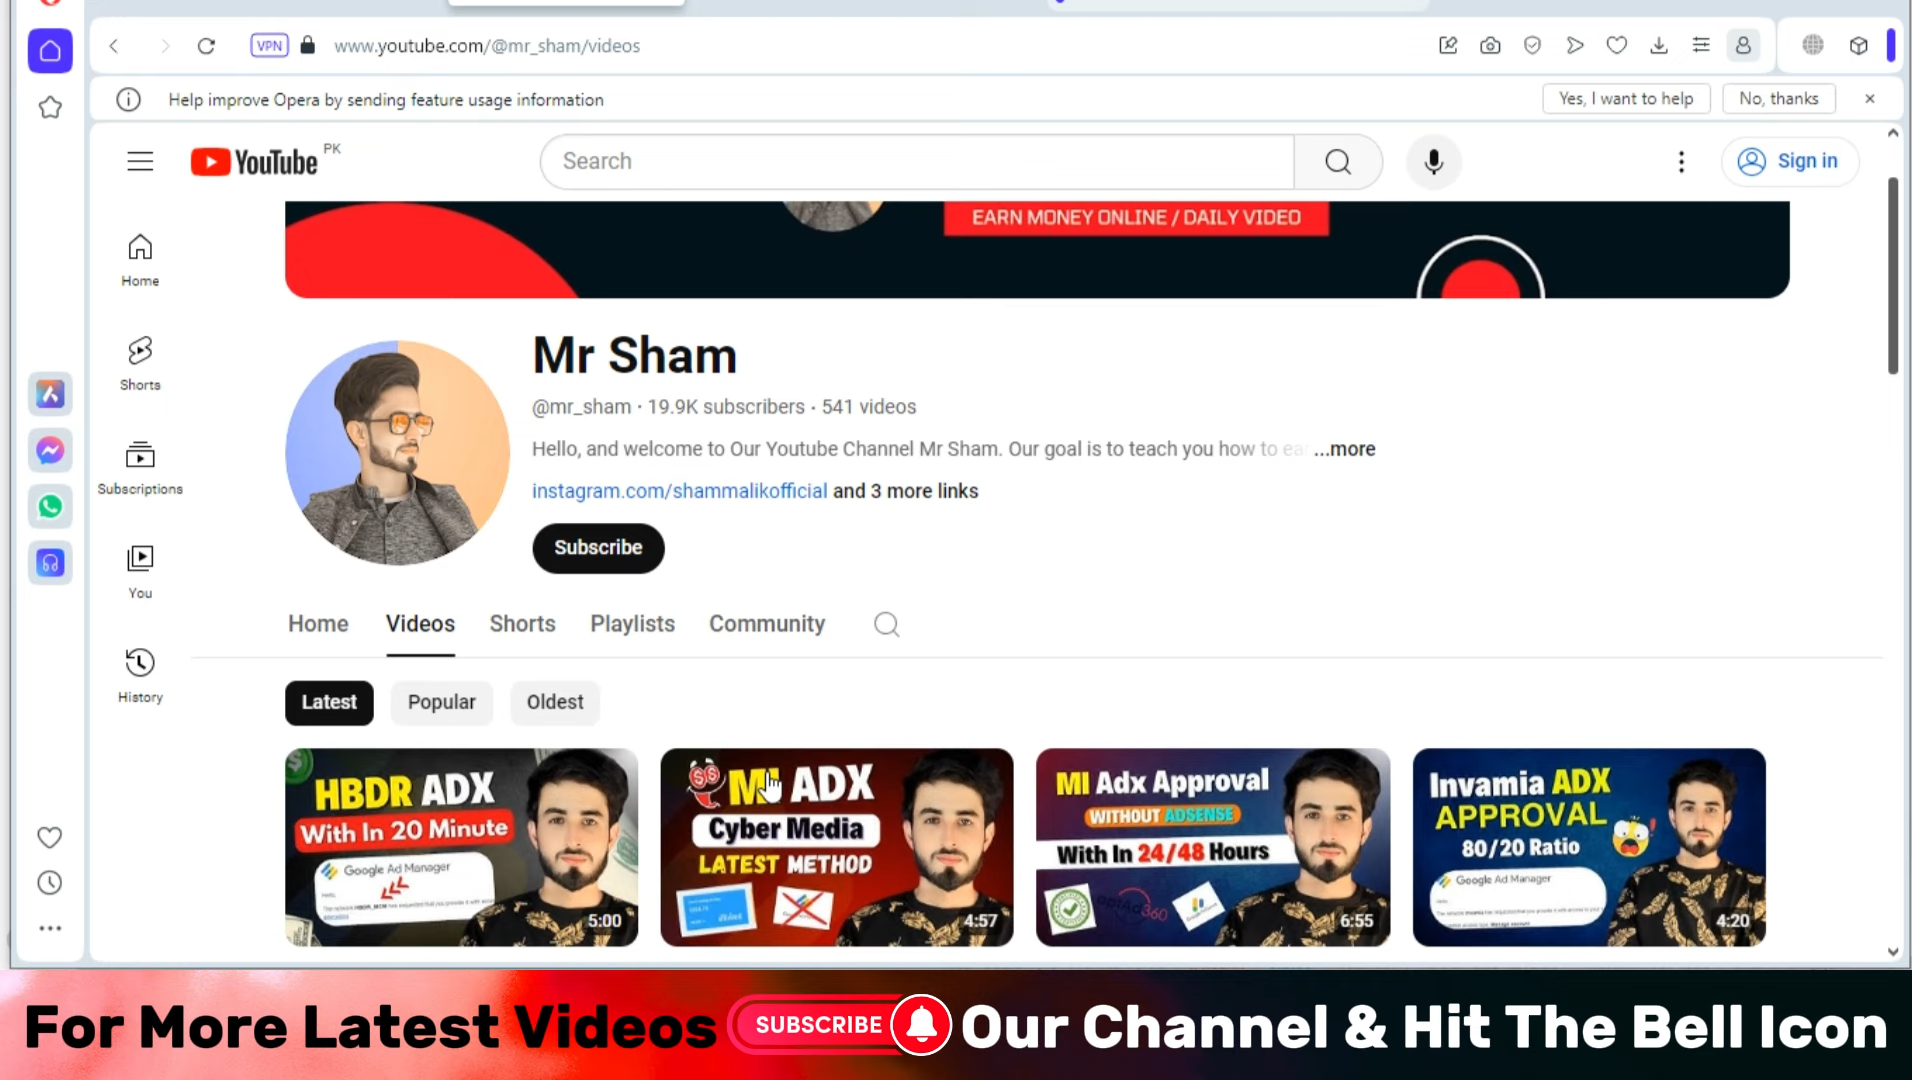 VPN
www.youtube.com/@mr_sham/videos
Help improve Opera by sending feature usage information
Yes, I want to help
No, thanks
YouTube PK
Search
Sign in
EARN MONEY ONLINE / DAILY VIDEO
Home
Shorts
Subscriptions
You
History
Mr Sham
@mr_sham · 19.9K subscribers · 541 videos
Hello, and welcome to Our Youtube Channel Mr Sham. Our goal is to teach you how to ea ...more
instagram.com/shammalikofficial and 3 more links
Subscribe
Home Videos Shorts Playlists Community
Latest Popular Oldest
HBDR ADX
With In 20 Minute
Google Ad Manager
5:00
MI ADX
Cyber Media
LATEST METHOD
4:57
MI Adx Approval
WITHOUT ADSENSE
With In 24/48 Hours
6:55
Invamia ADX
APPROVAL
80/20 Ratio
Google Ad Manager
4:20
For More Latest Videos SUBSCRIBE Our Channel & Hit The Bell Icon